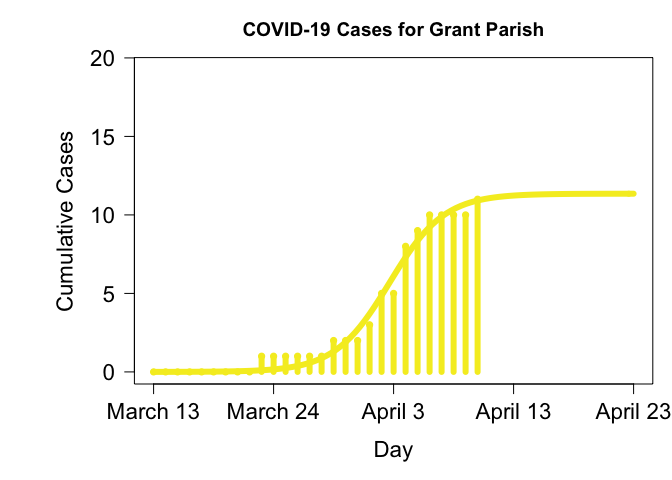 COVID-19 Cases for Grant Parish
20
15
10
5
0
Cumulative Cases
March 13 March 24 April 3 April 13 April 23
Day